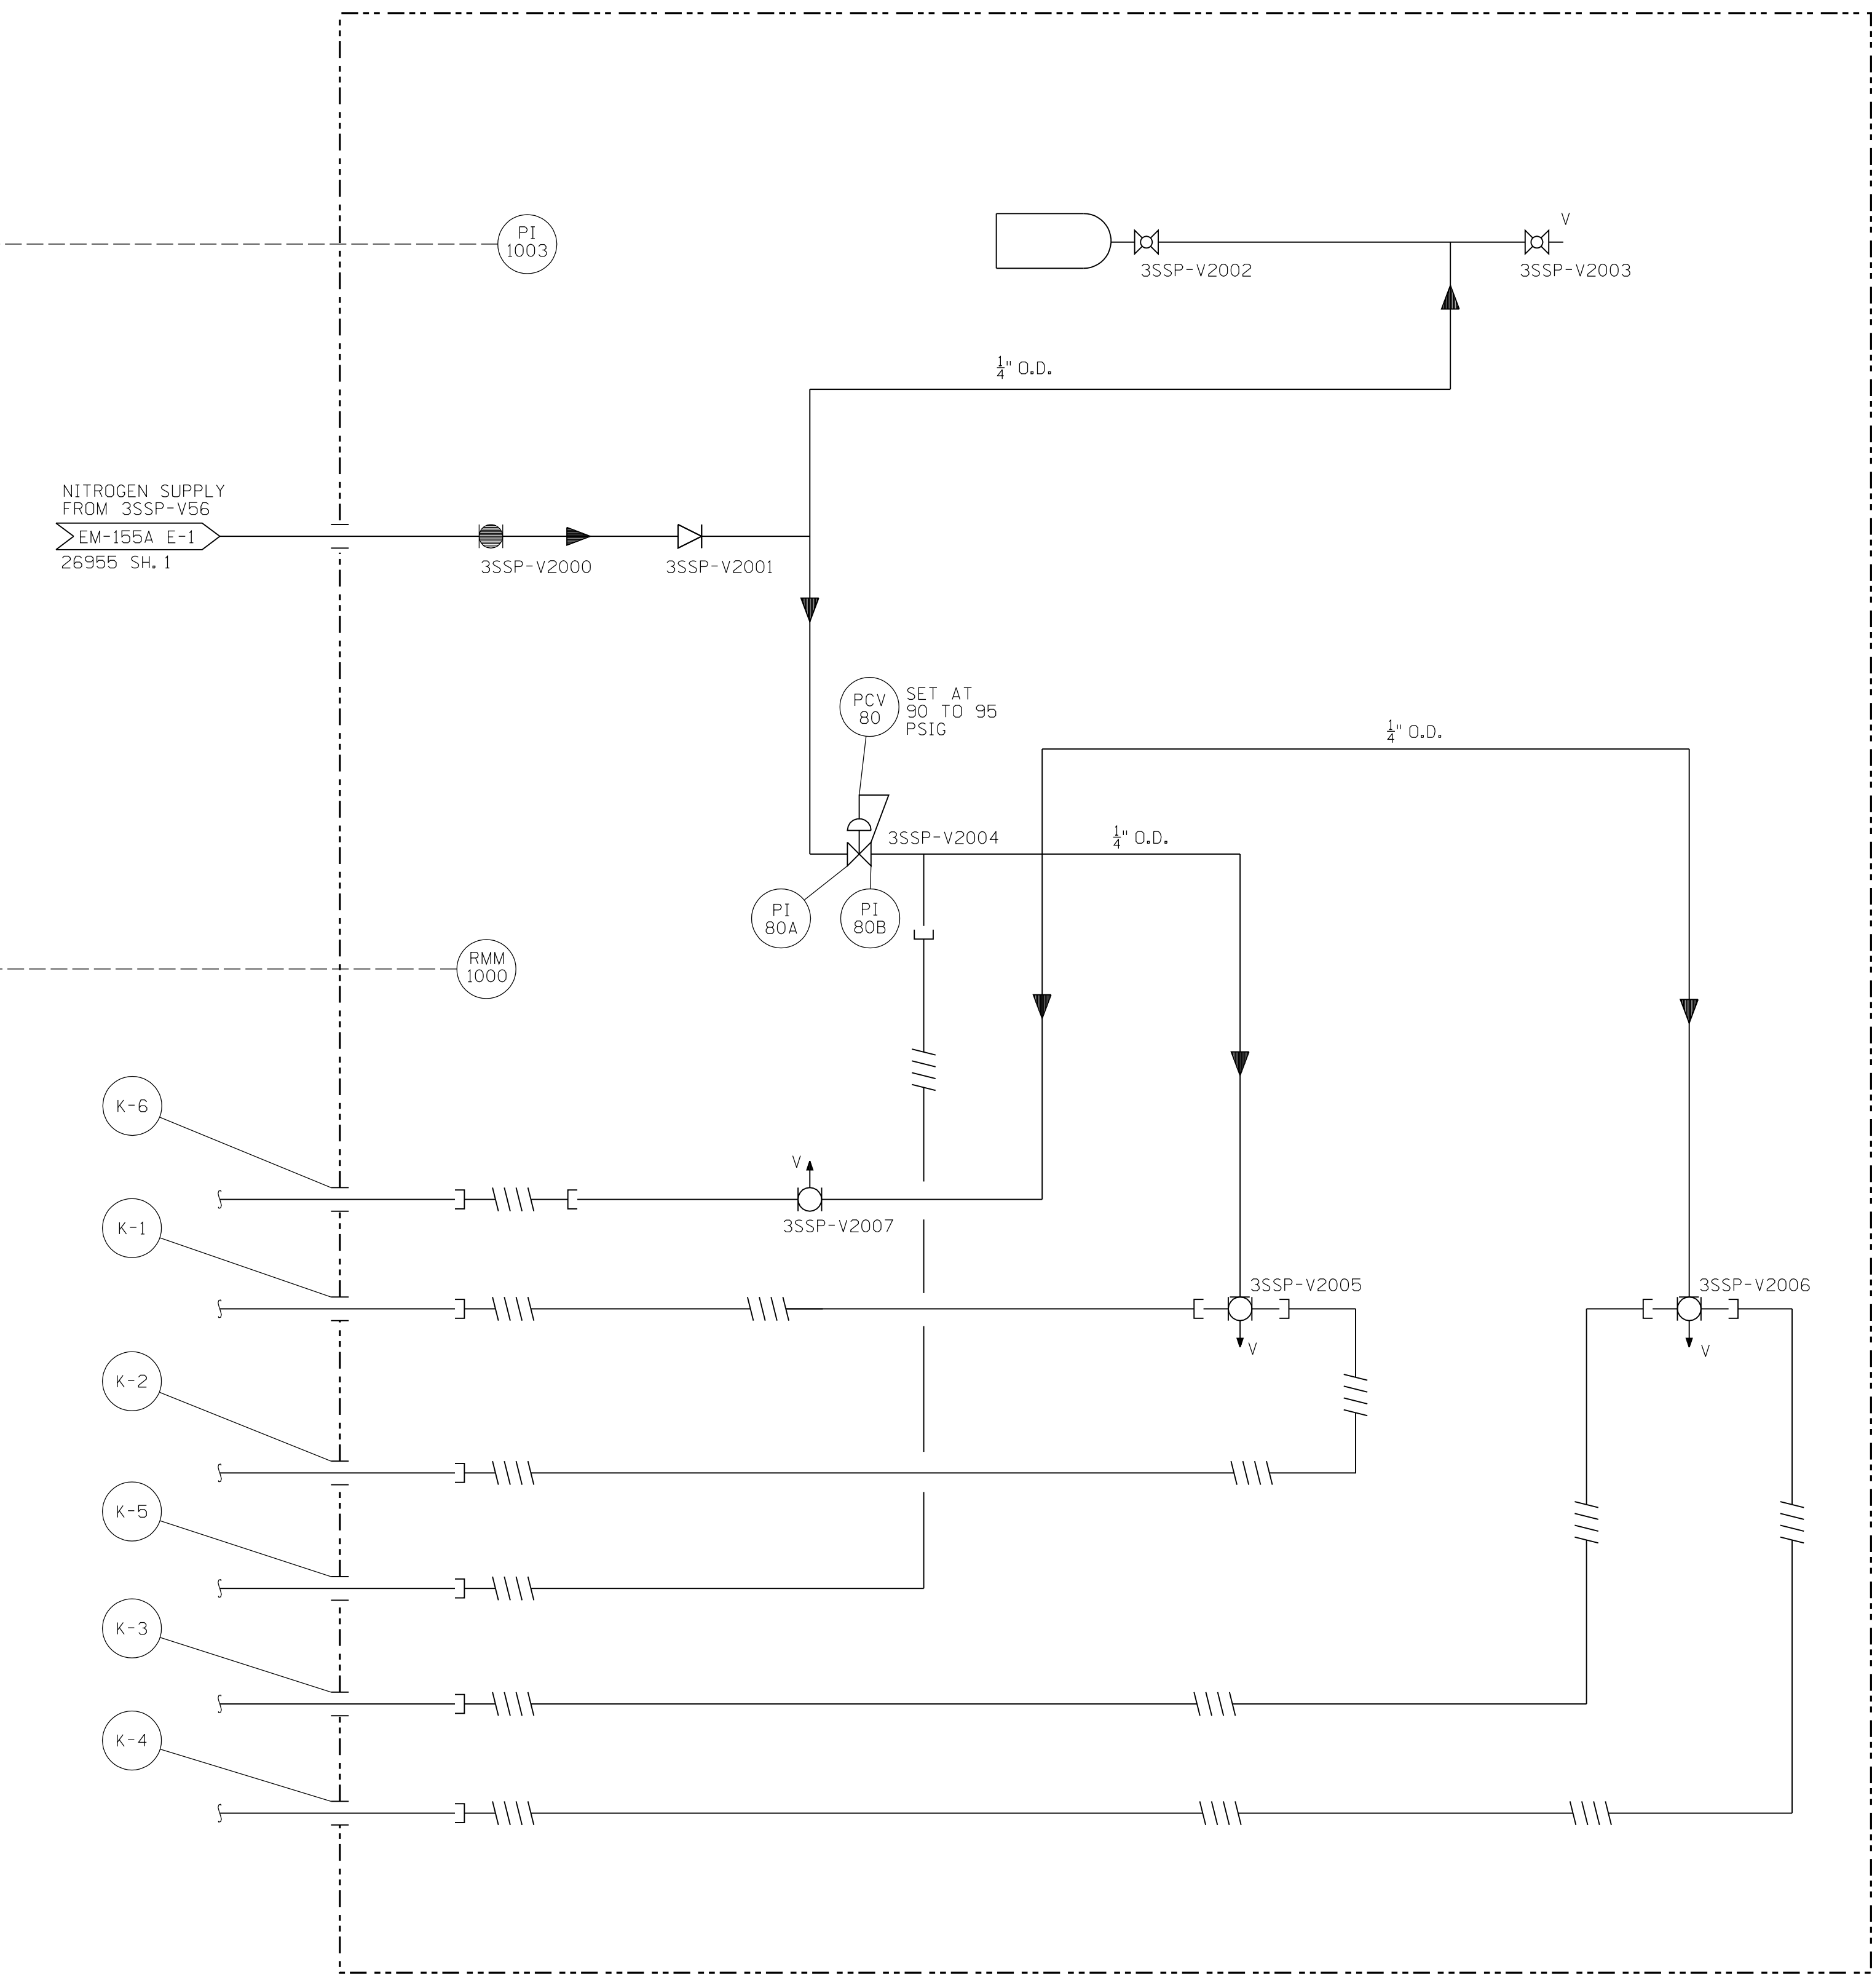 PI
1003
V
3SSP-V2002
3SSP-V2003
1/4" O.D.
NITROGEN SUPPLY
FROM 3SSP-V56
EM-155A E-1
26955 SH. 1
3SSP-V2000
3SSP-V2001
PCV
80
SET AT
90 TO 95
PSIG
1/4" O.D.
3SSP-V2004
1/4" O.D.
PI
80A
PI
80B
RMM
1000
K-6
V
3SSP-V2007
K-1
3SSP-V2005
V
3SSP-V2006
V
K-2
K-5
K-3
K-4